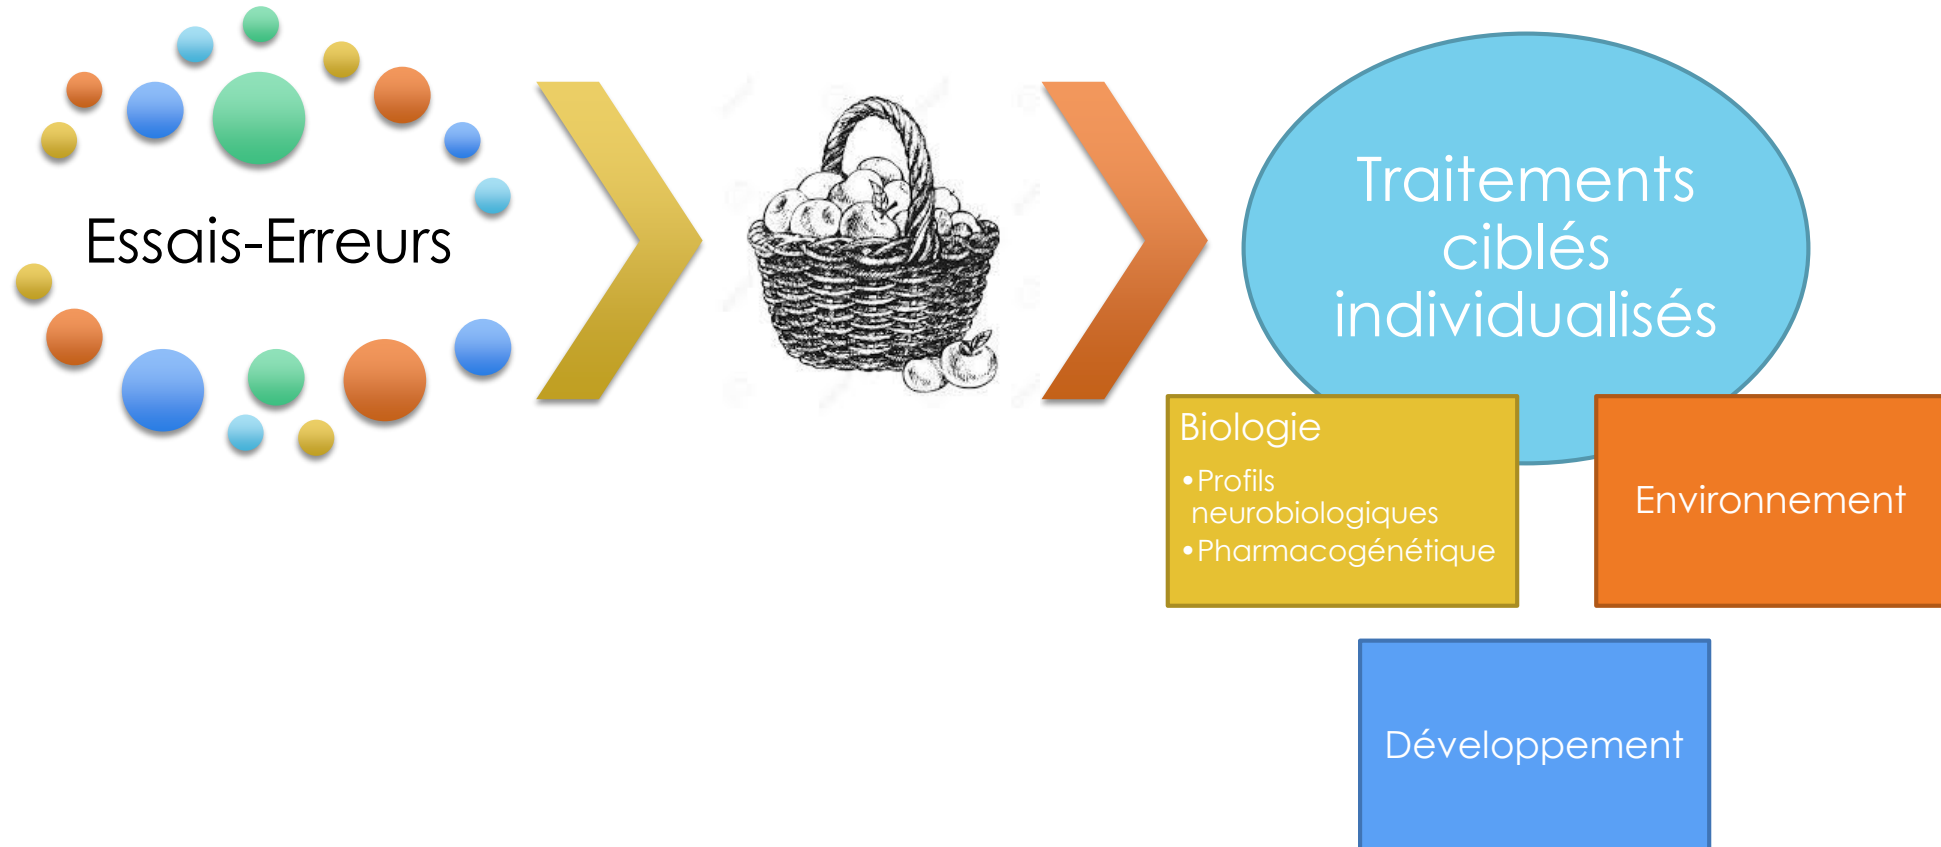 Essais-Erreurs
Traitements
ciblés
individualisés
Biologie
•Profils
neurobiologiques
•Pharmacogénétique
Environnement
Développement